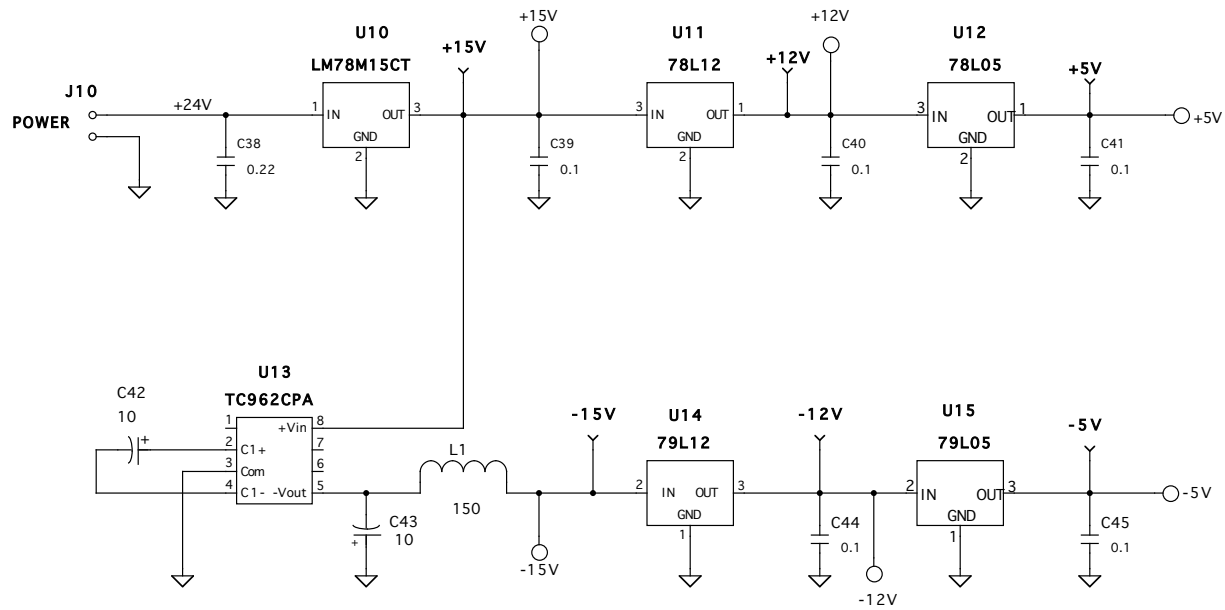 +15V
+12V
U10
U11
U12
LM78M15CT
+15V
78L12
+12V
78L05
+5V
J10
POWER
+24V
1
IN
OUT
3
GND
2
3
IN
OUT
1
GND
2
3
IN
OUT
1
GND
2
+5V
C38
0.22
C39
0.1
C40
0.1
C41
0.1
U13
TC962CPA
C42
10
+
1
2
3
4
+Vin
C1+
Com
C1-
-Vout
8
7
6
5
L1
150
C43
10
+
-15V
-15V
U14
79L12
2
IN
OUT
3
GND
1
-12V
C44
0.1
-12V
U15
79L05
2
IN
OUT
3
GND
1
-5V
C45
0.1
-5V